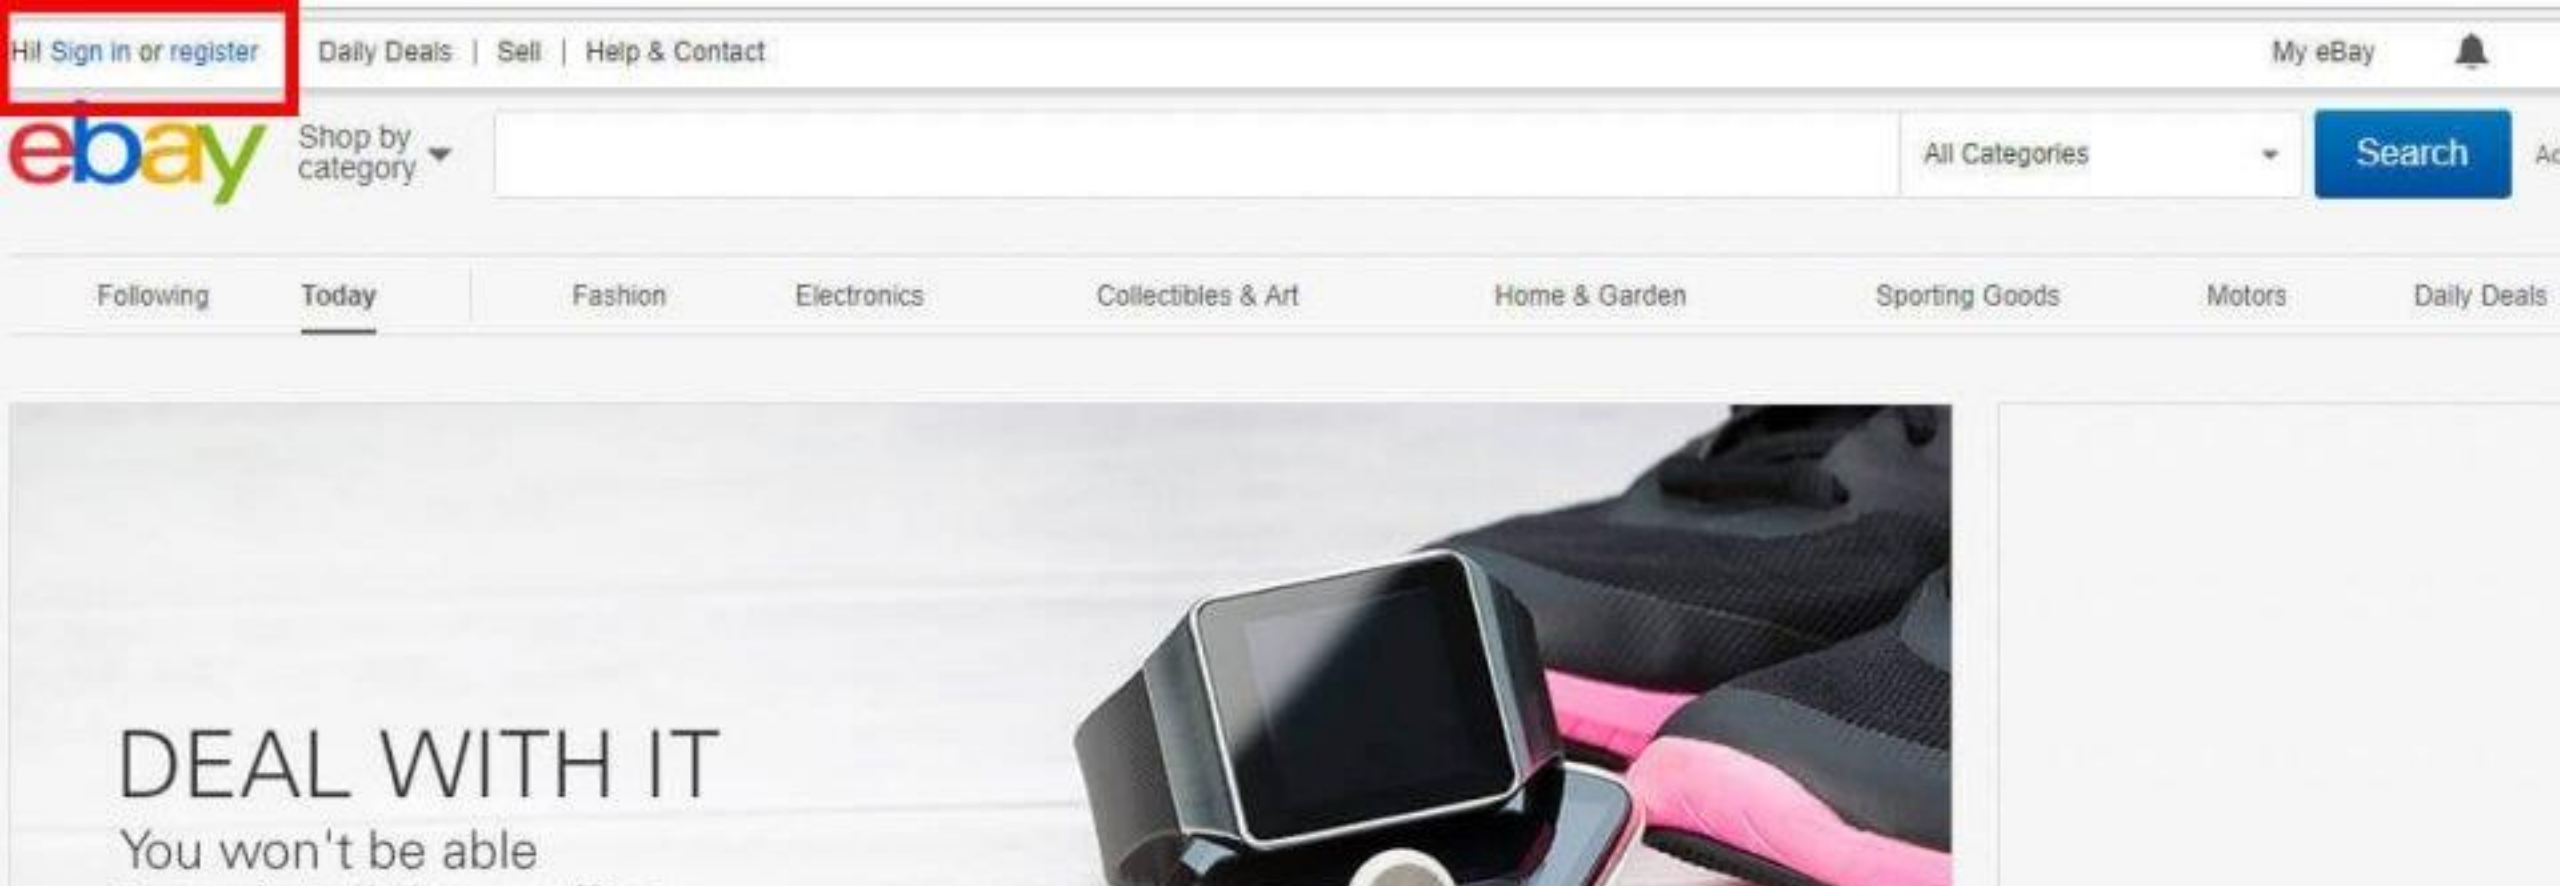 Hi! Sign in or register Daily Deals | Sell | Help & Contact My eBay
ebay Shop by category All Categories Search
Following Today Fashion Electronics Collectibles & Art Home & Garden Sporting Goods Motors Daily Deals
DEAL WITH IT
You won't be able